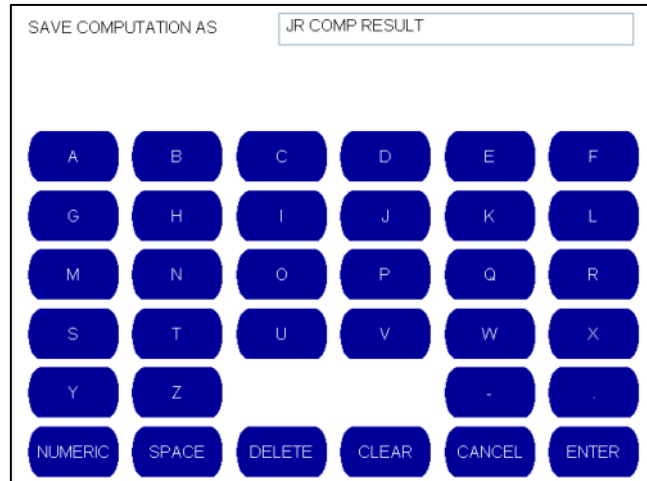 SAVE COMPUTATION AS JR COMP RESULT
A B C D E F
G H I J K L
M N O P Q R
S T U V W X
Y Z - .
NUMERIC SPACE DELETE CLEAR CANCEL ENTER